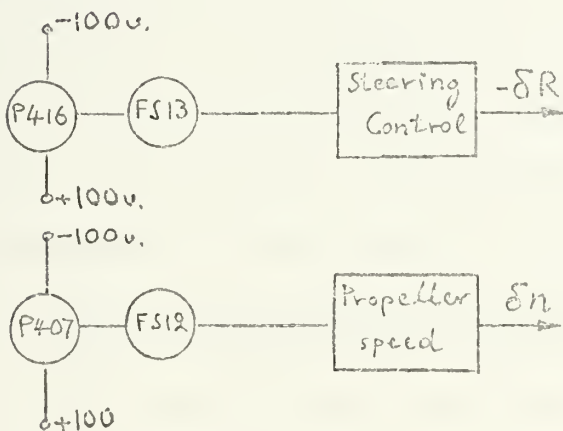 -100v.
P416
FS13
Steering
Control
-δR
+100v.
-100v.
P407
FS12
Propeller
speed
δn
+100